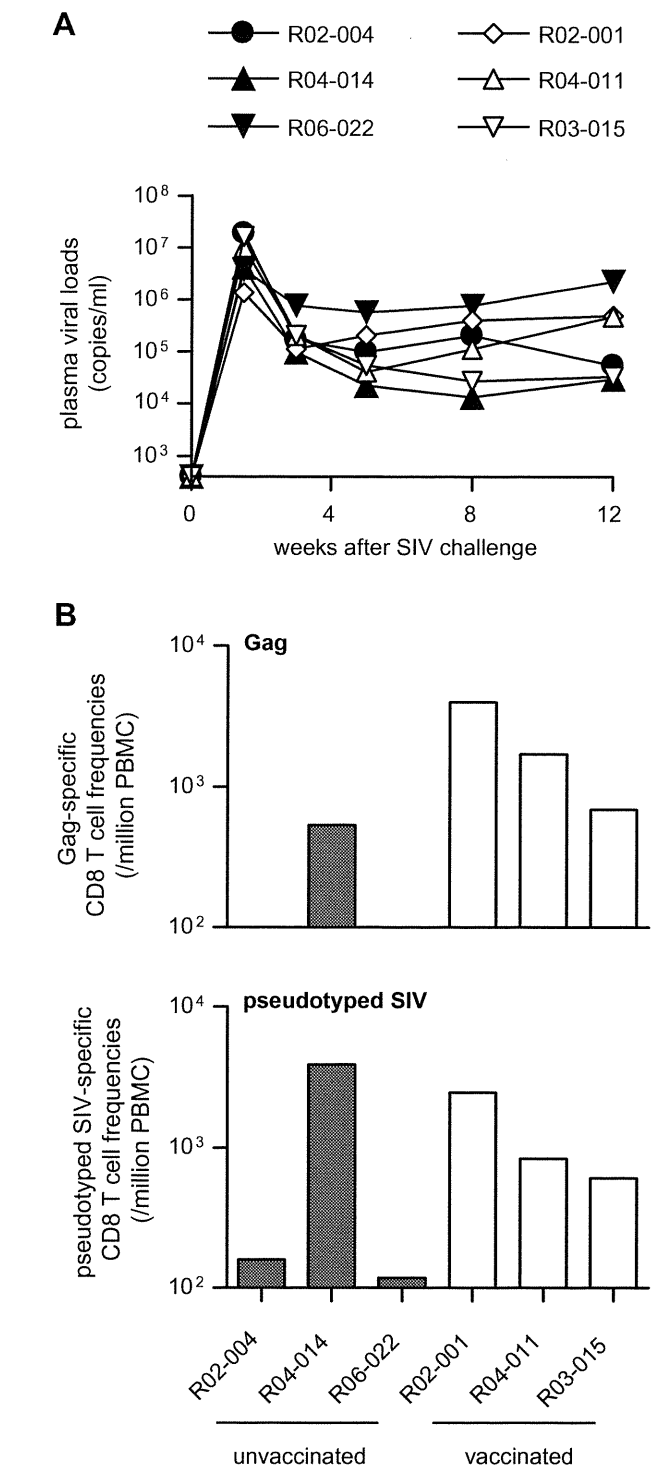 A
R02-004 R02-001
R04-014 R04-011
R06-022 R03-015
plasma viral loads
(copies/ml)
10⁸
10⁷
10⁶
10⁵
10⁴
10³
0 4 8 12
weeks after SIV challenge
B
Gag
Gag-specific
CD8 T cell frequencies
(/million PBMC)
10⁴
10³
10²
pseudotyped SIV
pseudotyped SIV-specific
CD8 T cell frequencies
(/million PBMC)
10⁴
10³
10²
R02-004 R04-014 R06-022 R02-001 R04-011 R03-015
unvaccinated vaccinated